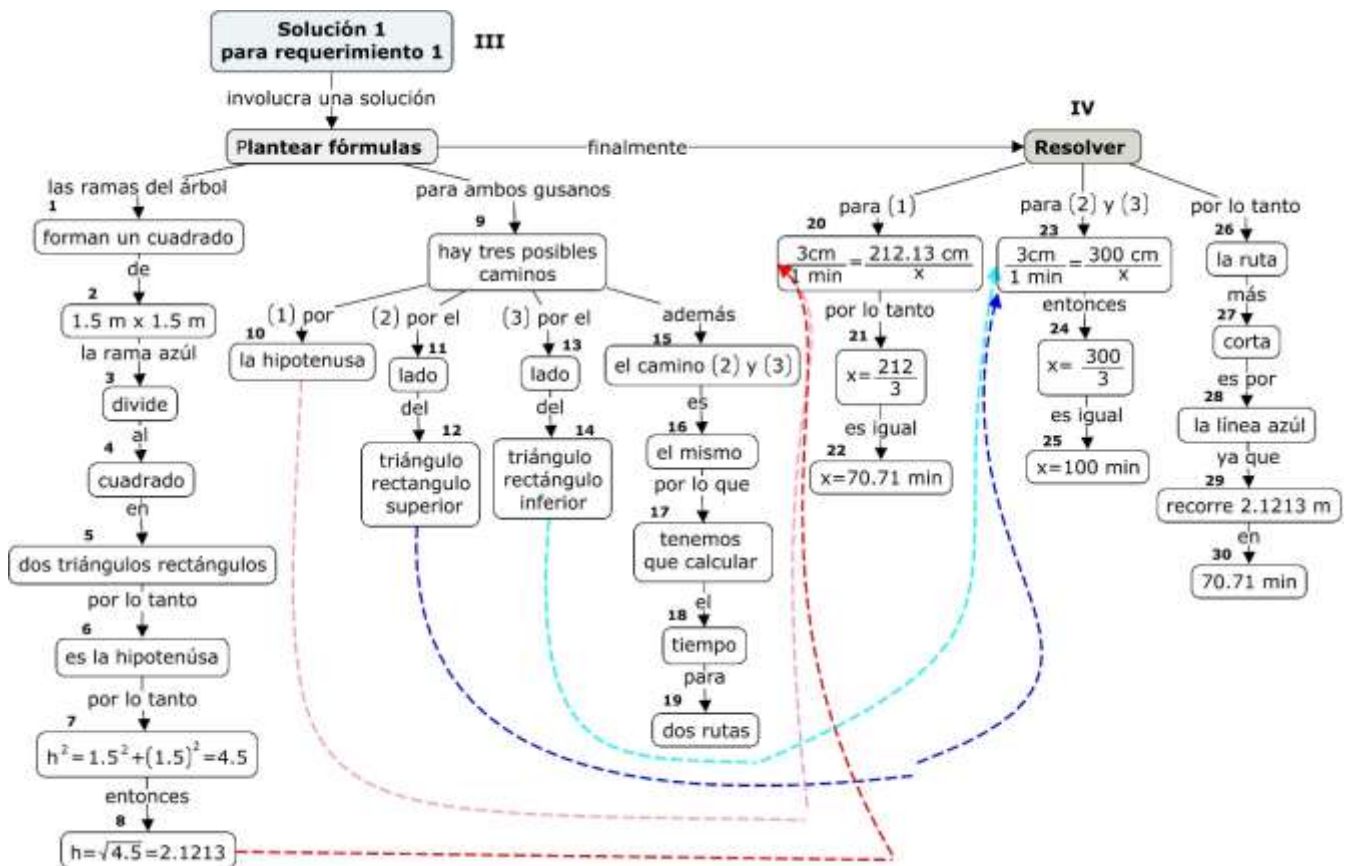 Solución 1
para requerimiento 1
III
involucra una solución
Plantear fórmulas
finalmente
IV
Resolver
las ramas del árbol
1
forman un cuadrado
de
2
1.5 m x 1.5 m
la rama azúl
3
divide
al
4
cuadrado
en
5
dos triángulos rectángulos
por lo tanto
6
es la hipotenúsa
por lo tanto
7
h²=1.5²+(1.5)²=4.5
entonces
8
h=√4.5=2.1213
para ambos gusanos
9
hay tres posibles
caminos
(1) por
10
la hipotenusa
(2) por el
11
lado
del
12
triángulo
rectangulo
superior
(3) por el
13
lado
del
14
triángulo
rectángulo
inferior
además
15
el camino (2) y (3)
es
16
el mismo
por lo que
17
tenemos
que calcular
el
18
tiempo
para
19
dos rutas
para (1)
20
3cm/1 min=212.13 cm/x
por lo tanto
21
x=212/3
es igual
22
x=70.71 min
para (2) y (3)
23
3cm/1 min=300 cm/x
entonces
24
x=300/3
es igual
25
x=100 min
por lo tanto
26
la ruta
más
27
corta
es por
28
la línea azúl
ya que
29
recorre 2.1213 m
en
30
70.71 min